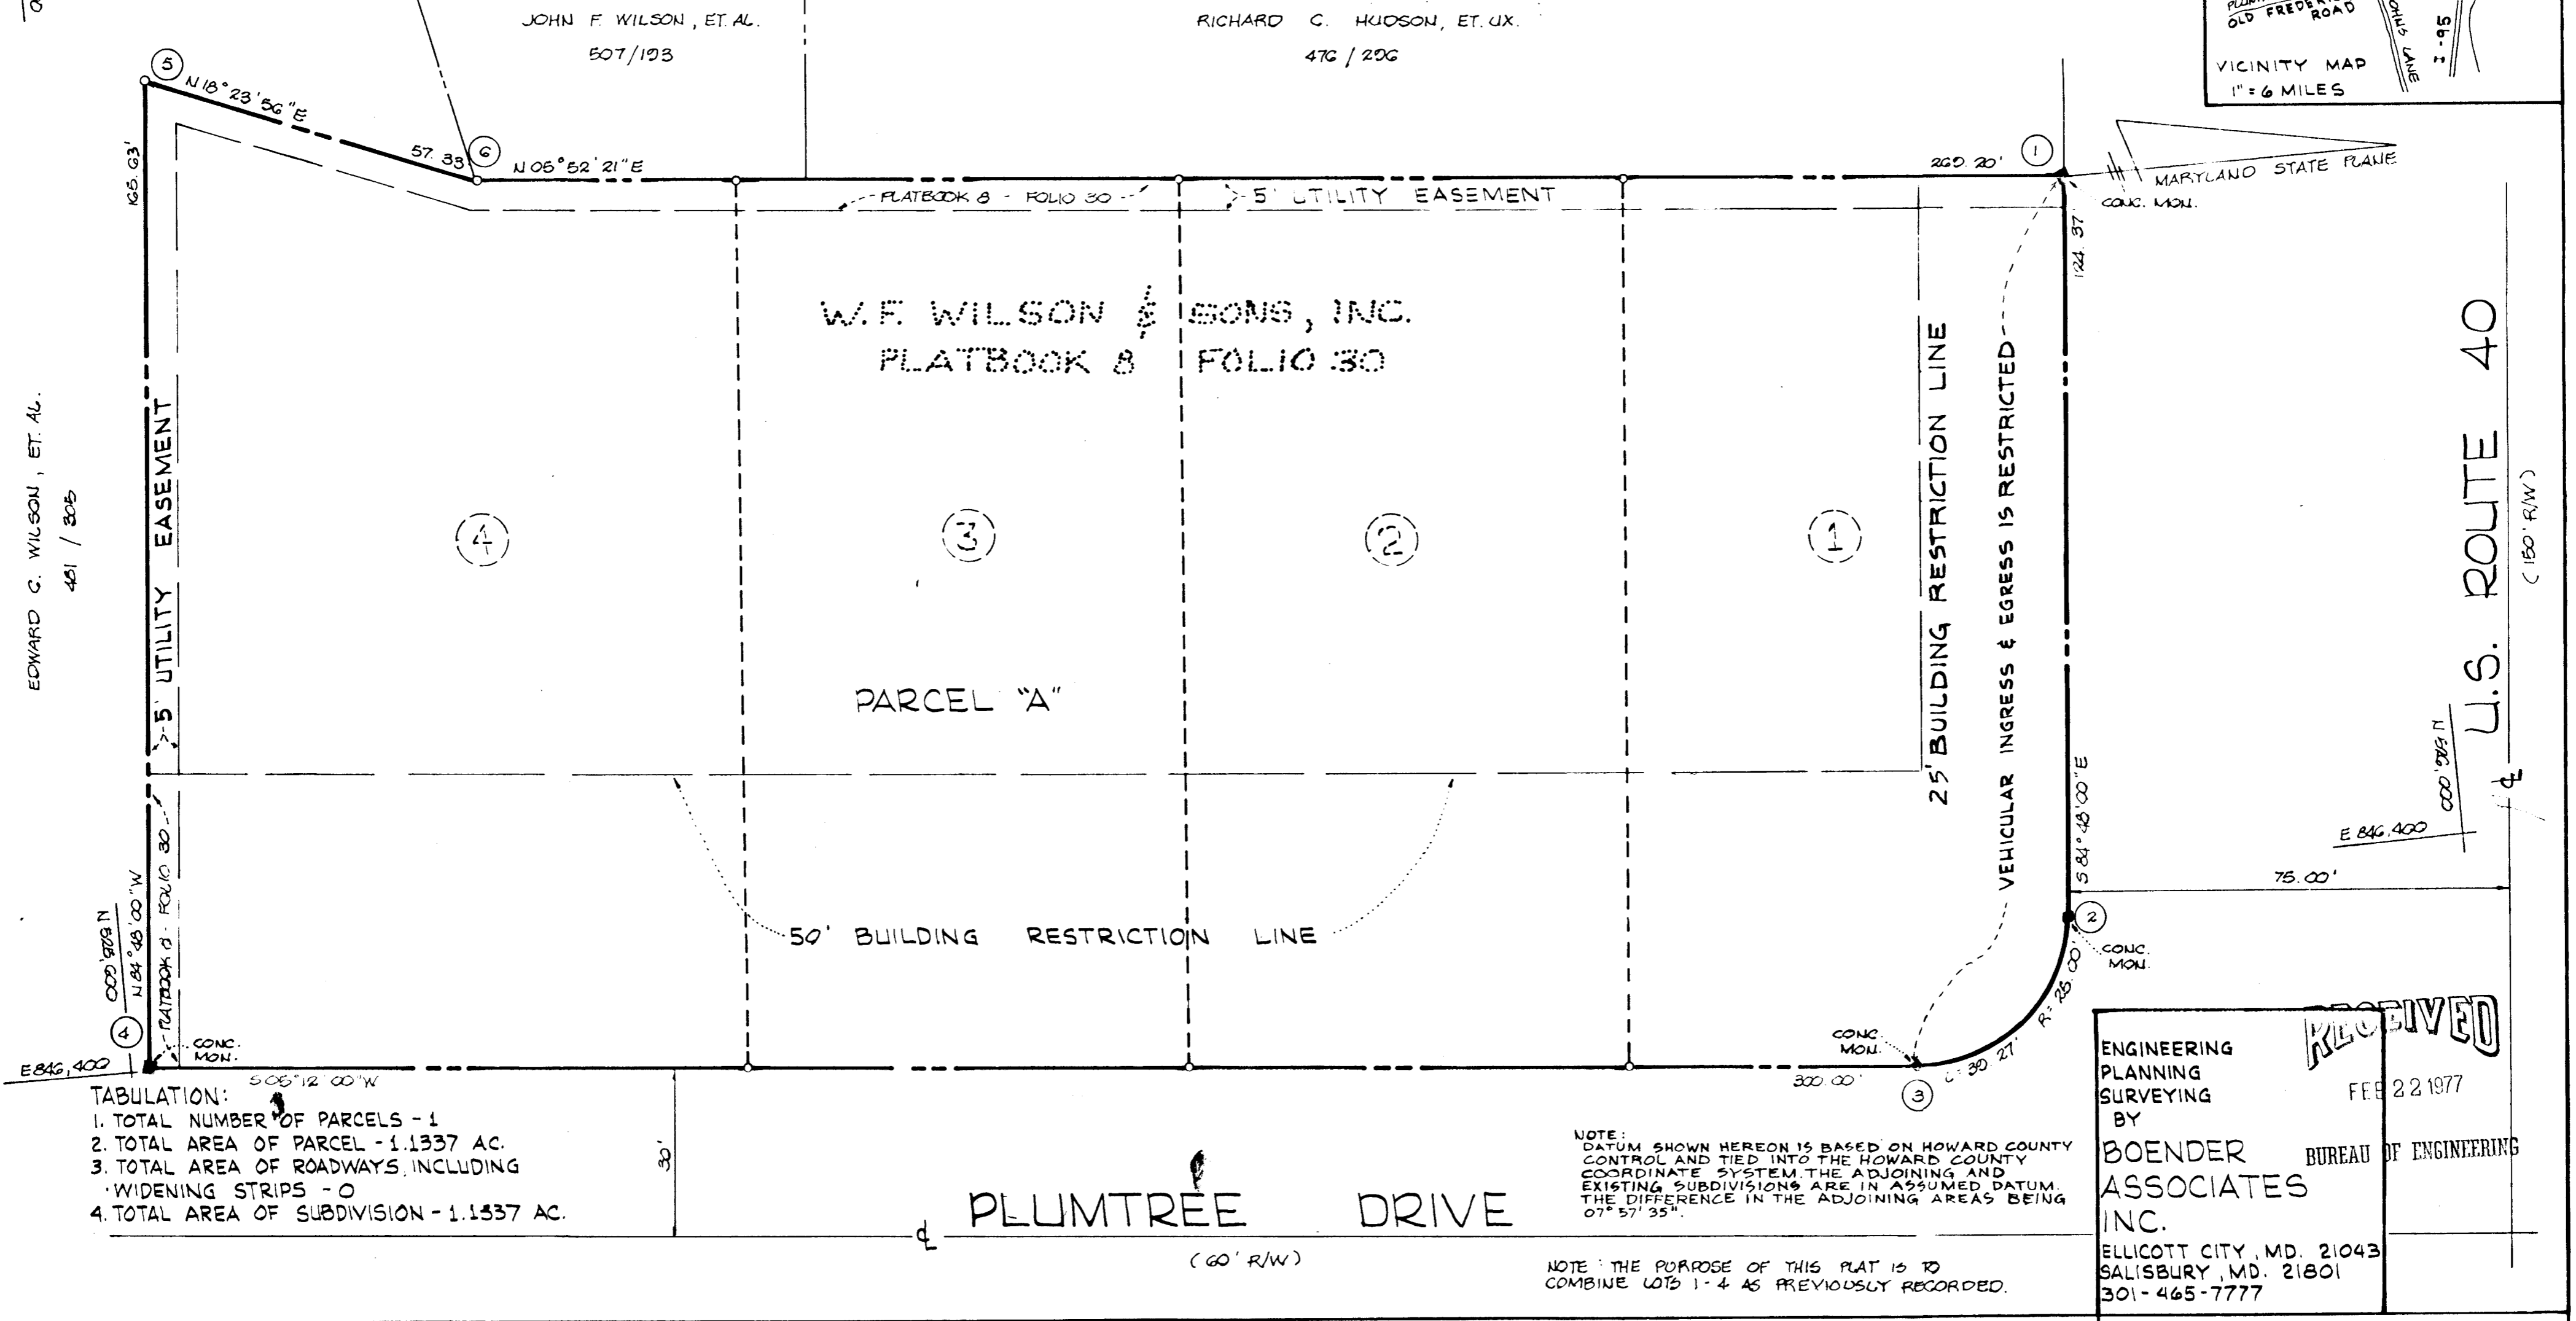 JOHN F. WILSON, ET. AL.
507/193
RICHARD C. HUDSON, ET. UX.
476 / 296
OLD FREDERICK
ROAD
JOHNS LANE
I-95
VICINITY MAP
1" = 6 MILES
5
N 18° 23' 56" E
57.33
6
N 05° 52' 21" E
269.20'
1
MARYLAND STATE PLANE
CONC. MON.
165.63'
PLATBOOK 8 - FOLIO 30
5' UTILITY EASEMENT
124.37'
W. F. WILSON & SONS, INC.
PLATBOOK 8 FOLIO 30
EDWARD C. WILSON, ET. AL.
481 / 305
5' UTILITY EASEMENT
4
3
2
1
25' BUILDING RESTRICTION LINE
VEHICULAR INGRESS & EGRESS IS RESTRICTED
U.S. ROUTE 40
(150' R/W)
PARCEL "A"
S 84° 48' 00" E
E 846,400
75.00'
50' BUILDING RESTRICTION LINE
2
CONC.
MON.
R= 25.00'
L= 39.27'
N 84° 48' 00" W
PLATBOOK 8 - FOLIO 30
4
CONC.
MON.
E 846,400
S 05° 12' 00" W
CONC.
MON.
300.00'
3
TABULATION:
1. TOTAL NUMBER OF PARCELS - 1
2. TOTAL AREA OF PARCEL - 1.1337 AC.
3. TOTAL AREA OF ROADWAYS, INCLUDING
WIDENING STRIPS - 0
4. TOTAL AREA OF SUBDIVISION - 1.1337 AC.
30'
PLUMTREE DRIVE
(60' R/W)
NOTE:
DATUM SHOWN HEREON IS BASED ON HOWARD COUNTY
CONTROL AND TIED INTO THE HOWARD COUNTY
COORDINATE SYSTEM. THE ADJOINING AND
EXISTING SUBDIVISIONS ARE IN ASSUMED DATUM.
THE DIFFERENCE IN THE ADJOINING AREAS BEING
07° 57' 35".
NOTE: THE PURPOSE OF THIS PLAT IS TO
COMBINE LOTS 1-4 AS PREVIOUSLY RECORDED.
ENGINEERING
PLANNING
SURVEYING
BY
BOENDER
ASSOCIATES
INC.
ELLICOTT CITY, MD. 21043
SALISBURY, MD. 21801
301-465-7777
RECEIVED
FEB 22 1977
BUREAU OF ENGINEERING